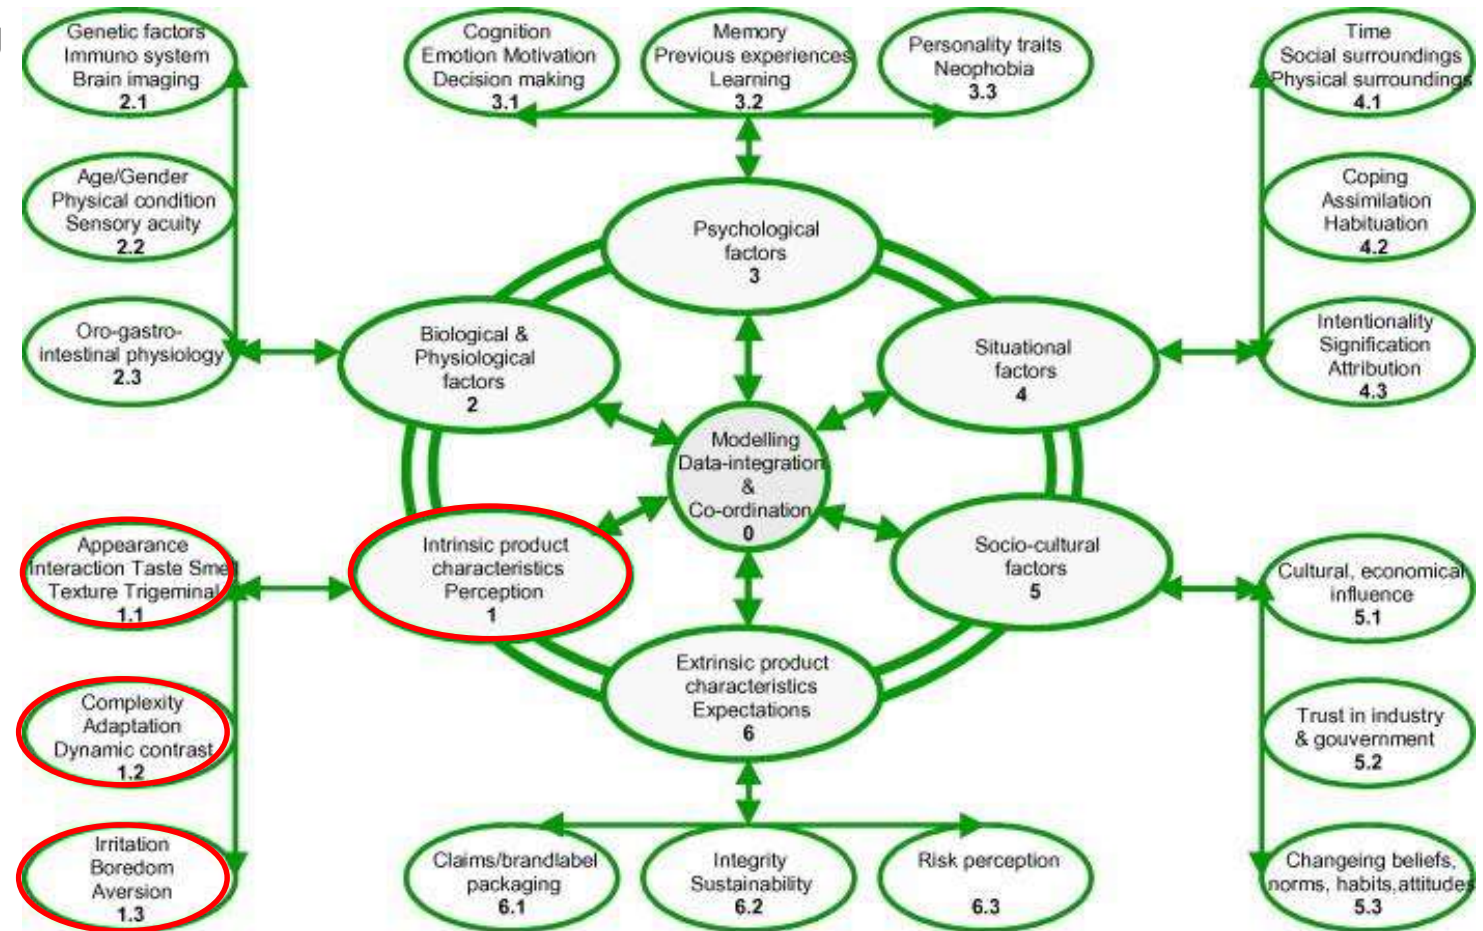 Genetic factors
Immuno system
Brain imaging
2.1
Cognition
Emotion Motivation
Decision making
3.1
Memory
Previous experiences
Learning
3.2
Personality traits
Neophobia
3.3
Time
Social surroundings
Physical surroundings
4.1
Age/Gender
Physical condition
Sensory acuity
2.2
Psychological
factors
3
Coping
Assimilation
Habituation
4.2
Oro-gastro-
intestinal physiology
2.3
Biological &
Physiological
factors
2
Situational
factors
4
Intentionality
Signification
Attribution
4.3
Modelling
Data-integration
&
Co-ordination
0
Appearance
Interaction Taste Smel
Texture Trigeminal
1.1
Intrinsic product
characteristics
Perception
1
Socio-cultural
factors
5
Cultural, economical
influence
5.1
Complexity
Adaptation
Dynamic contrast
1.2
Extrinsic product
characteristics
Expectations
6
Trust in industry
& gouvernment
5.2
Irritation
Boredom
Aversion
1.3
Claims/brandlabel
packaging
6.1
Integrity
Sustainability
6.2
Risk perception
6.3
Changeing beliefs,
norms, habits,attitudes
5.3